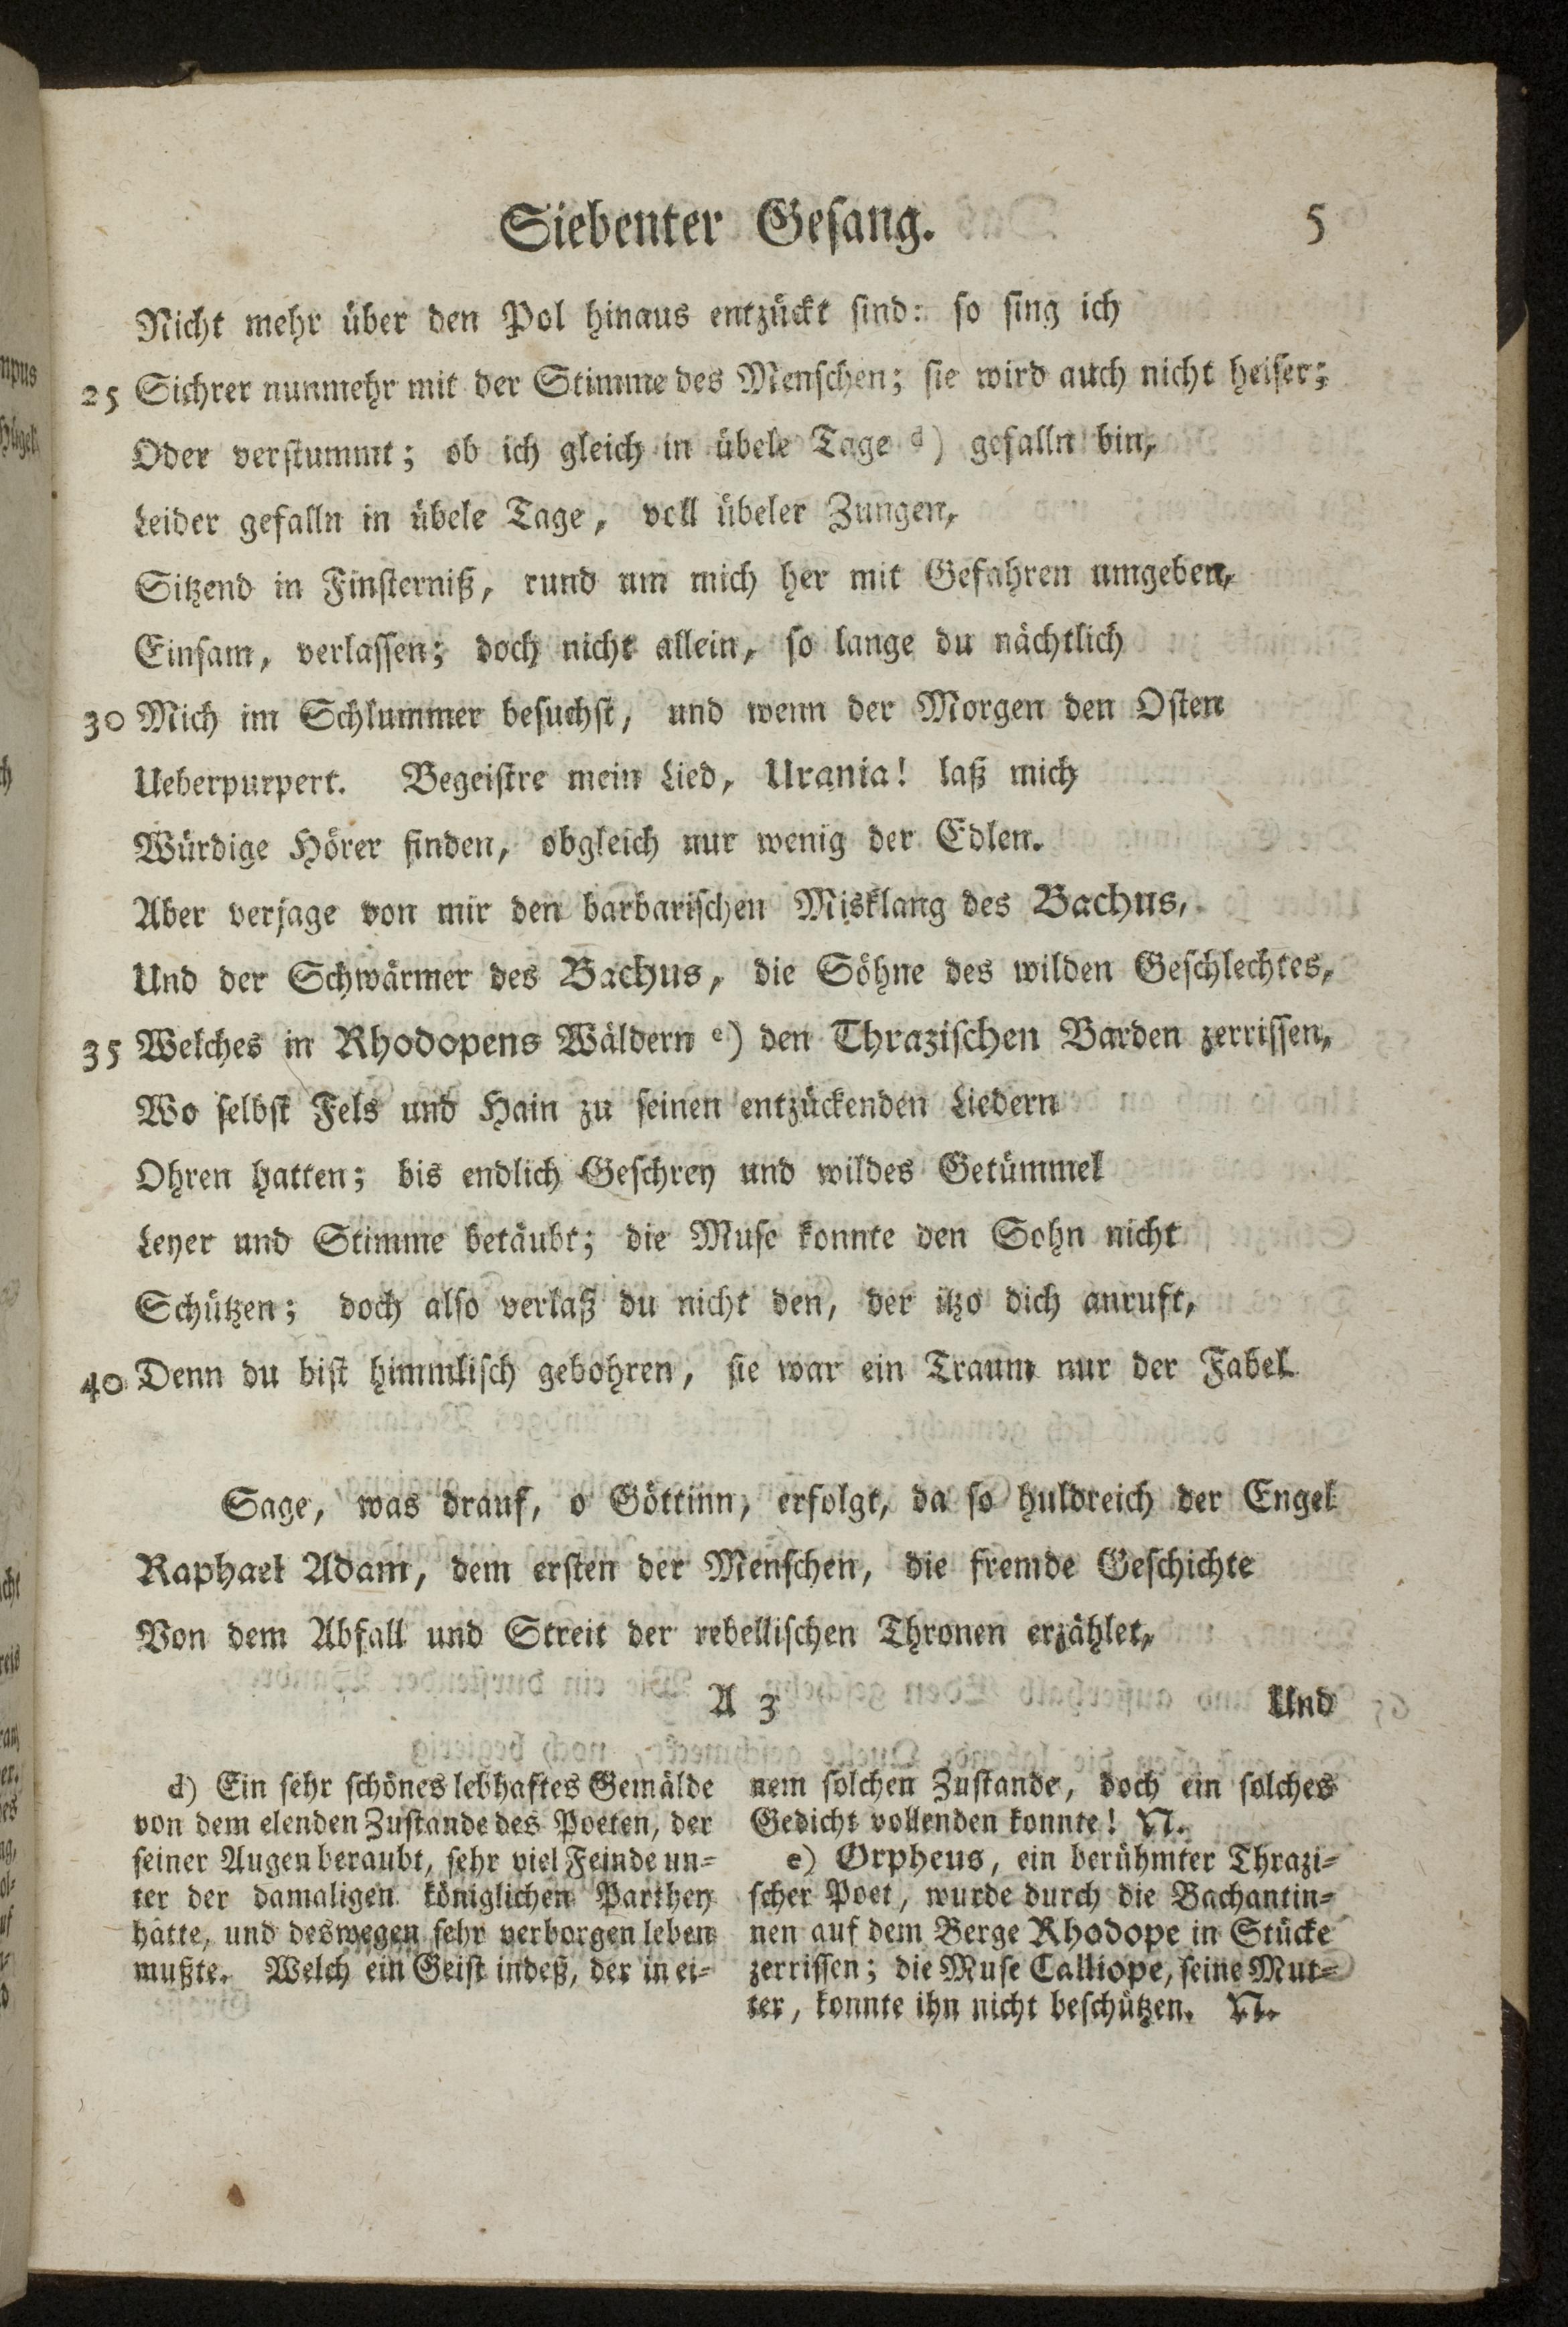 Siebenter Gesang. 5
Nicht mehr über den Pol hinaus entzückt sind: so sing ich
25 Sichrer nunmehr mit der Stimme des Menschen; sie wird auch nicht heiser;
Oder verstummt; ob ich gleich in übele Tage d) gefalln bin,
Leider gefalln in übele Tage, voll übeler Zungen,
Sitzend in Finsterniß, rund um mich her mit Gefahren umgeben,
Einsam, verlassen; doch nicht allein, so lange du nächtlich
30 Mich im Schlummer besuchst, und wenn der Morgen den Osten
Ueberpurpert. Begeistre mein Lied, Urania! laß mich
Würdige Hörer finden, obgleich nur wenig der Edlen.
Aber verjage von mir den barbarischen Misklang des Bachus,
Und der Schwärmer des Bachus, die Söhne des wilden Geschlechtes,
35 Welches in Rhodopens Wäldern e) den Thrazischen Barden zerrissen,
Wo selbst Fels und Hain zu seinen entzückenden Liedern
Ohren hatten; bis endlich Geschrey und wildes Getümmel
Leyer und Stimme betäubt; die Muse konnte den Sohn nicht
Schützen; doch also verlaß du nicht den, der itzo dich anruft,
40 Denn du bist himmlisch gebohren, sie war ein Traum nur der Fabel.
Sage, was drauf, o Göttinn, erfolgt, da so huldreich der Engel
Raphael Adam, dem ersten der Menschen, die fremde Geschichte
Von dem Abfall und Streit der rebellischen Thronen erzählet,
A 3 Und
d) Ein sehr schönes lebhaftes Gemälde
von dem elenden Zustande des Poeten, der
seiner Augen beraubt, sehr viel Feinde un-
ter der damaligen königlichen Parthey
hatte, und deswegen sehr verborgen leben
mußte. Welch ein Geist indeß, der in ei-
nem solchen Zustande, doch ein solches
Gedicht vollenden konnte! N.
e) Orpheus, ein berühmter Thrazi-
scher Poet, wurde durch die Bachantin-
nen auf dem Berge Rhodope in Stücke
zerrissen; die Muse Calliope, seine Mut-
ter, konnte ihn nicht beschützen. N.